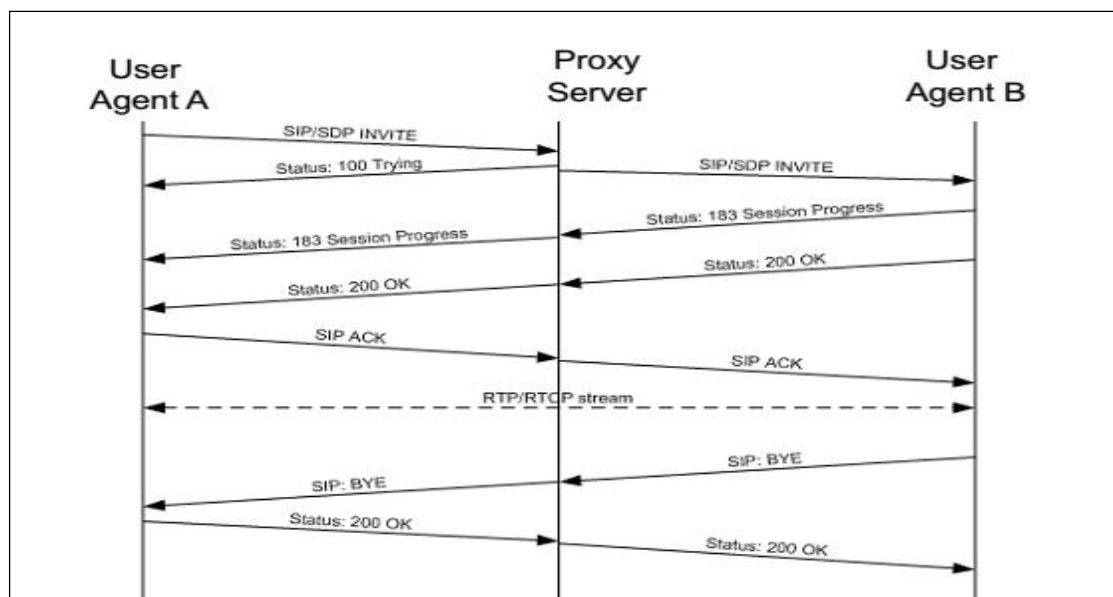 User
Agent A
Proxy
Server
User
Agent B
SIP/SDP INVITE
Status: 100 Trying
SIP/SDP INVITE
Status: 183 Session Progress
Status: 183 Session Progress
Status: 200 OK
Status: 200 OK
SIP ACK
SIP ACK
RTP/RTCP stream
SIP: BYE
SIP: BYE
Status: 200 OK
Status: 200 OK